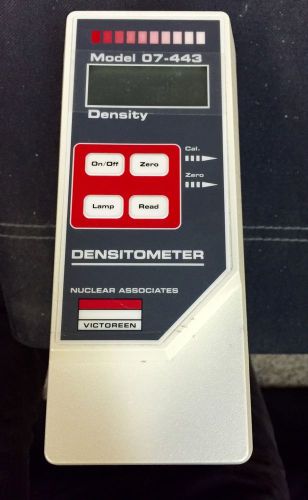 Model 07-443
Density
Cal.
On/Off Zero
Zero
Lamp Read
DENSITOMETER
NUCLEAR ASSOCIATES
VICTOREEN